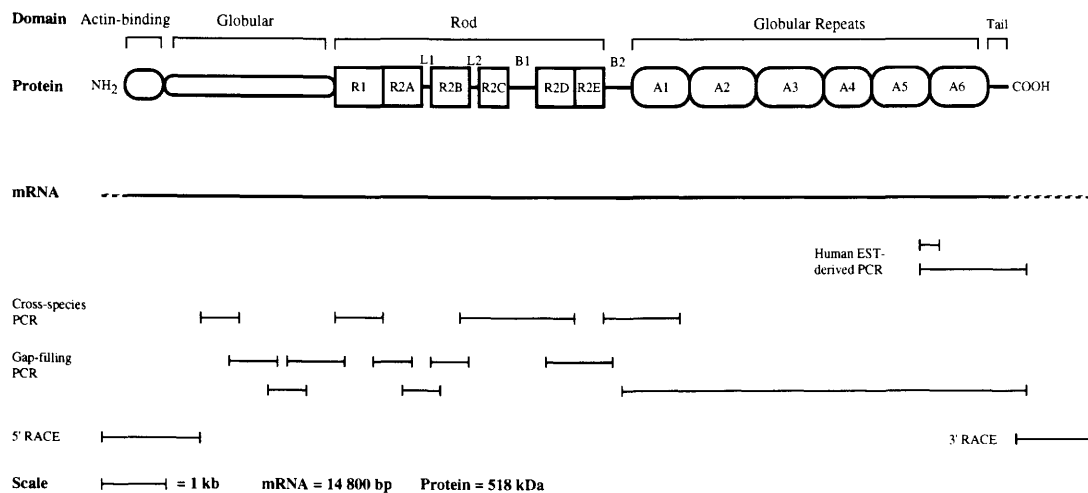 Domain Actin-binding Globular Rod Globular Repeats Tail
L1 L2 B1 B2
Protein NH2 R1 R2A R2B R2C R2D R2E A1 A2 A3 A4 A5 A6 COOH
mRNA
Human EST-
derived PCR
Cross-species
PCR
Gap-filling
PCR
5' RACE 3' RACE
Scale = 1 kb mRNA = 14 800 bp Protein = 518 kDa